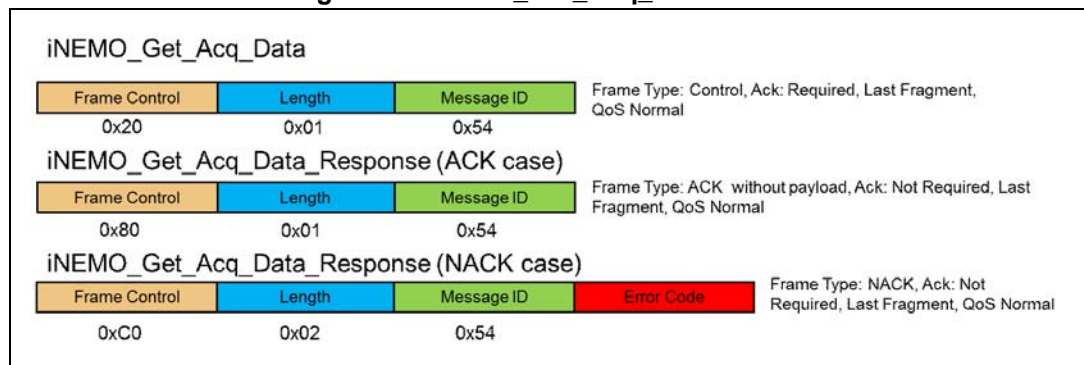 iNEMO_Get_Acq_Data
Frame Control Length Message ID
Frame Type: Control, Ack: Required, Last Fragment,
QoS Normal
0x20 0x01 0x54
iNEMO_Get_Acq_Data_Response (ACK case)
Frame Control Length Message ID
Frame Type: ACK without payload, Ack: Not Required, Last
Fragment, QoS Normal
0x80 0x01 0x54
iNEMO_Get_Acq_Data_Response (NACK case)
Frame Control Length Message ID Error Code
Frame Type: NACK, Ack: Not
Required, Last Fragment, QoS Normal
0xC0 0x02 0x54